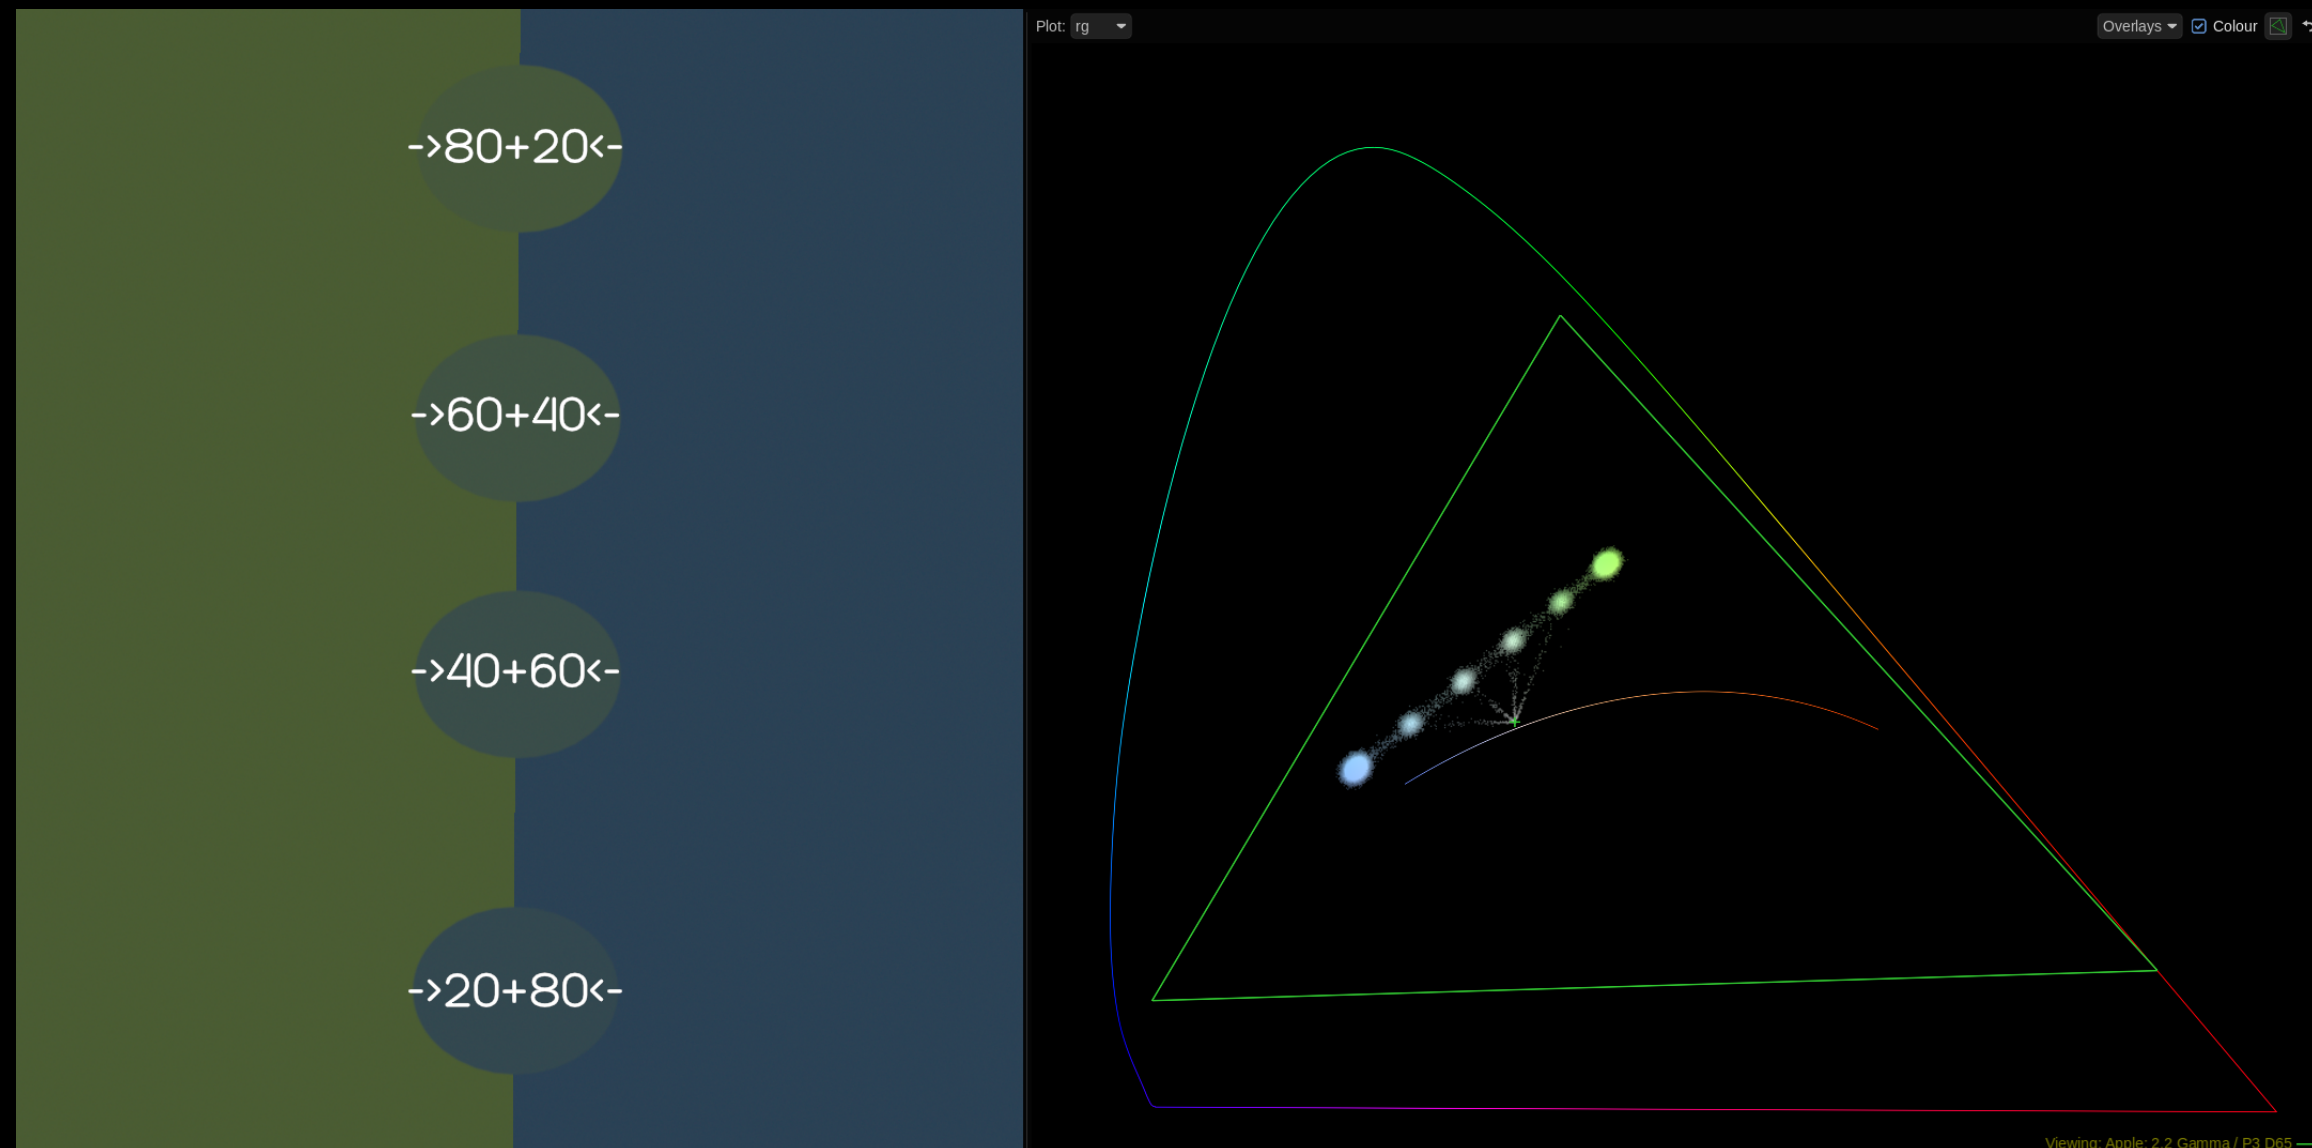 ->80+20<-
->60+40<-
->40+60<-
->20+80<-
Plot: rg
Overlays Colour
Viewing: Apple: 2.2 Gamma / P3 D65